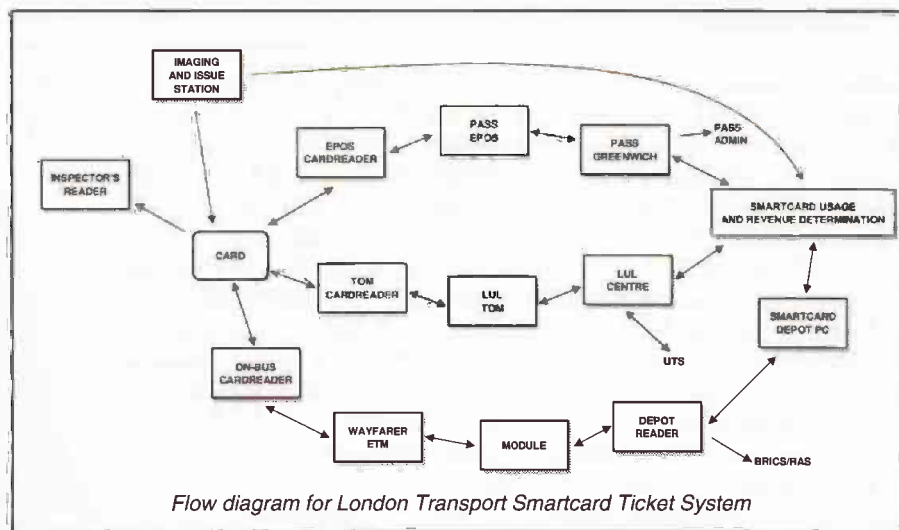 IMAGING
AND ISSUE
STATION
EPOS
CARDREADER
PASS
EPOS
PASS
GREENWICH
PASS
ADMIN
INSPECTOR'S
READER
SMARTCARD USAGE
AND REVENUE DETERMINATION
CARD
TOM
CARDREADER
LUL
TOM
LUL
CENTRE
SMARTCARD
DEPOT PC
UTS
ON-BUS
CARDREADER
WAYFARER
ETM
MODULE
DEPOT
READER
BRICS/RAS
Flow diagram for London Transport Smartcard Ticket System